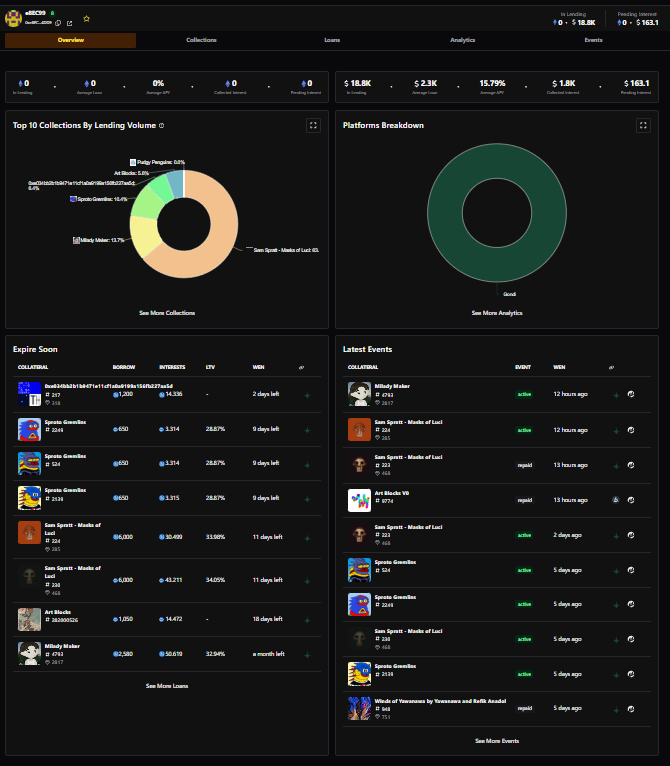 e8EC99 8
In Lending
0 • $ 18.8K
Pending Interest
0 • $ 163.1
Overview
Collections
Loans
Analytics
Events
0
In Lending
0
Average Loan
0%
Average APY
0
Collected Interest
0
Pending Interest
$ 18.8K
In Lending
$ 2.3K
Average Loan
15.79%
Average APY
$ 1.8K
Collected Interest
$ 163.1
Pending Interest
Top 10 Collections By Lending Volume
Pudgy Penguins: 0.0%
Art Blocks: 5.6%
8.4%
Sproto Gremlins: 10.4%
Milady Maker: 13.7%
Sam Spratt - Masks of Luci: 63.
See More Collections
Platforms Breakdown
Gondi
See More Analytics
Expire Soon
COLLATERAL BORROW INTERESTS LTV WEN
0xe034bb2b1b9471e11cf1a0a9199a156fb227aa5d
# 217 1,200 14.336 - 2 days left
318
Sproto Gremlins
# 2249 650 3.314 28.87% 9 days left
Sproto Gremlins
# 524 650 3.314 28.87% 9 days left
Sproto Gremlins
# 2139 650 3.315 28.87% 9 days left
Sam Spratt - Masks of
Luci
# 224 6,000 30.499 33.98% 11 days left
285
Sam Spratt - Masks of
Luci
# 230 6,000 43.211 34.05% 11 days left
460
Art Blocks
# 282000526 1,050 14.472 - 18 days left
Milady Maker
# 4793 2,580 50.619 32.94% a month left
2817
See More Loans
Latest Events
COLLATERAL EVENT WEN
Milady Maker
# 4793 active 12 hours ago
2817
Sam Spratt - Masks of Luci
# 224 active 12 hours ago
285
Sam Spratt - Masks of Luci
# 223 repaid 13 hours ago
460
Art Blocks V0
# 9774 repaid 13 hours ago
Sam Spratt - Masks of Luci
# 223 active 2 days ago
460
Sproto Gremlins
# 524 active 5 days ago
Sproto Gremlins
# 2249 active 5 days ago
Sam Spratt - Masks of Luci
# 230 active 5 days ago
460
Sproto Gremlins
# 2139 active 5 days ago
Winds of Yawanawa by Yawanawa and Refik Anadol
# 948 repaid 5 days ago
751
See More Events